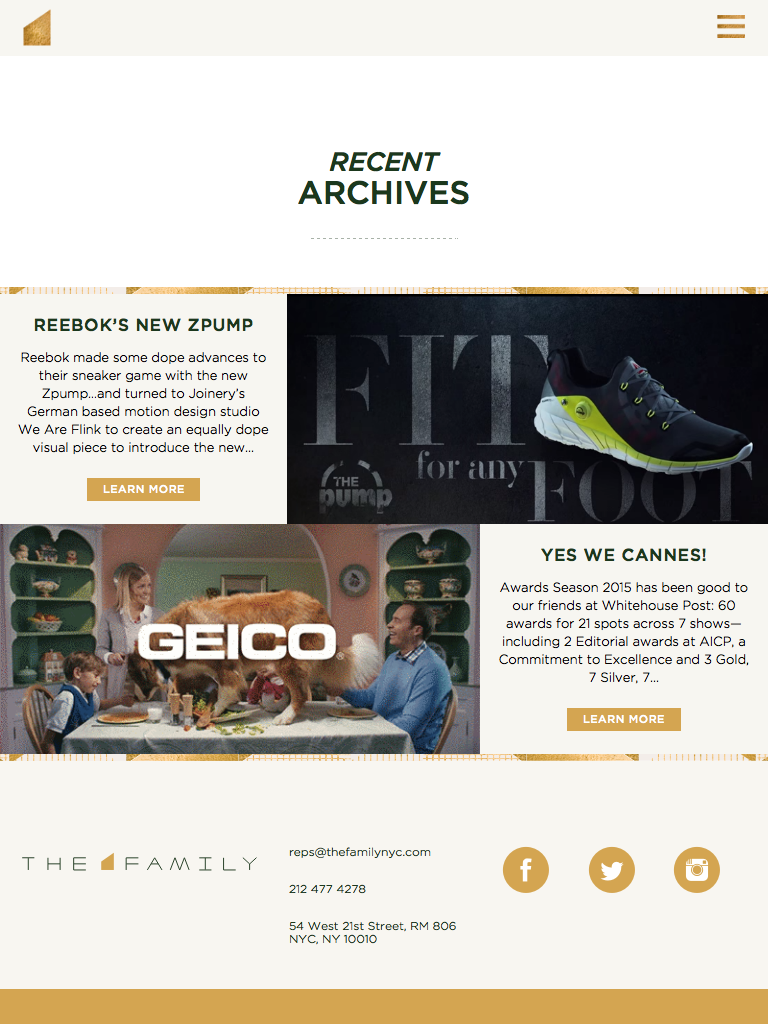 RECENT
ARCHIVES
REEBOK'S NEW ZPUMP
Reebok made some dope advances to
their sneaker game with the new
Zpump...and turned to Joinery's
German based motion design studio
We Are Flink to create an equally dope
visual piece to introduce the new...
LEARN MORE
FIT
for any
FOOT
THE
pump
GEICO
YES WE CANNES!
Awards Season 2015 has been good to
our friends at Whitehouse Post: 60
awards for 21 spots across 7 shows—
including 2 Editorial awards at AICP, a
Commitment to Excellence and 3 Gold,
7 Silver, 7...
LEARN MORE
THE FAMILY
reps@thefamilynyc.com
212 477 4278
54 West 21st Street, RM 806
NYC, NY 10010